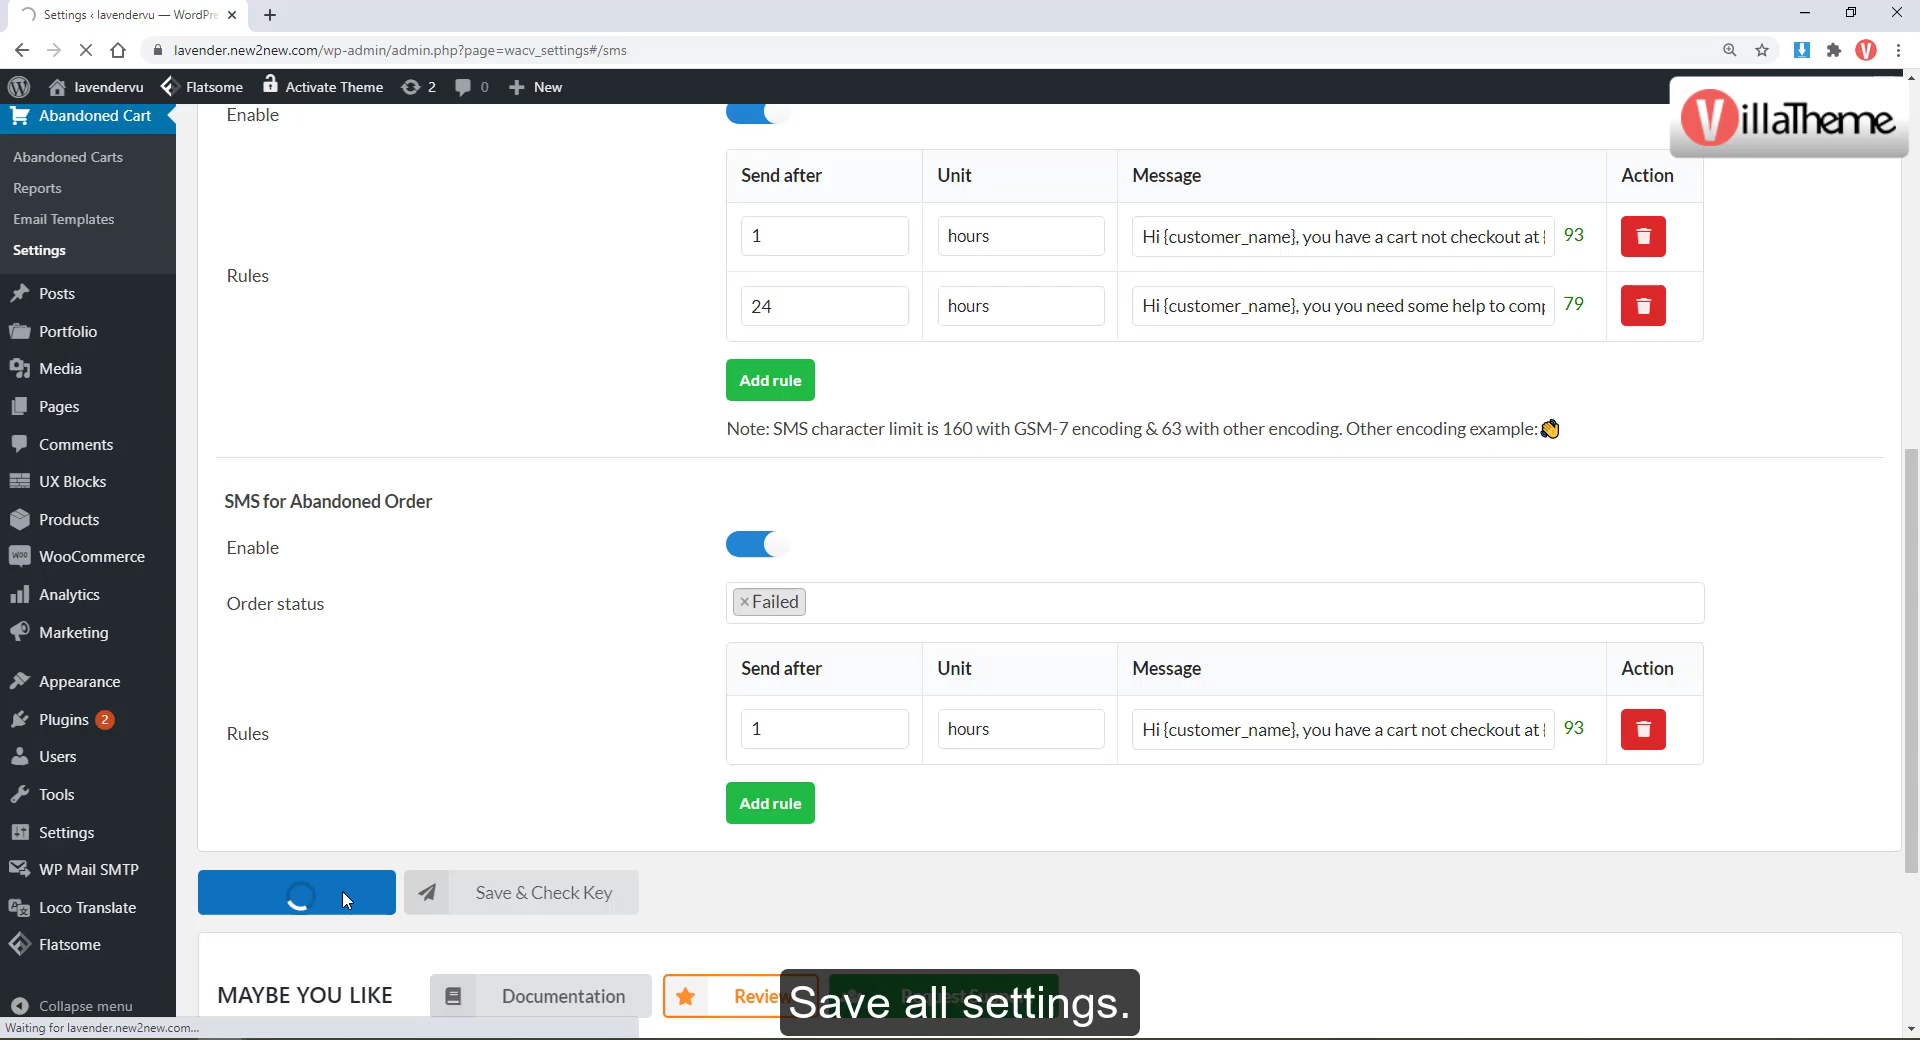 Settings ‹ lavendervu — WordPre
lavender.new2new.com/wp-admin/admin.php?page=wacv_settings#/sms
lavendervu
Flatsome
Activate Theme
2
0
New
VillaTheme
Abandoned Cart
Abandoned Carts
Reports
Email Templates
Settings
Posts
Portfolio
Media
Pages
Comments
UX Blocks
Products
WooCommerce
Analytics
Marketing
Appearance
Plugins 2
Users
Tools
Settings
WP Mail SMTP
Loco Translate
Flatsome
Collapse menu
Enable
Rules
Send after Unit Message Action
1 hours Hi {customer_name}, you have a cart not checkout at { 93
24 hours Hi {customer_name}, you you need some help to comp 79
Add rule
Note: SMS character limit is 160 with GSM-7 encoding & 63 with other encoding. Other encoding example:👋
SMS for Abandoned Order
Enable
Order status
×Failed
Rules
Send after Unit Message Action
1 hours Hi {customer_name}, you have a cart not checkout at { 93
Add rule
Save & Check Key
MAYBE YOU LIKE
Documentation
Review
Save all settings.
Waiting for lavender.new2new.com...